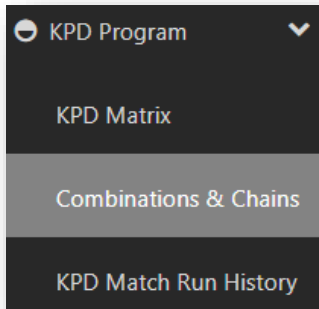 KPD Program
KPD Matrix
Combinations & Chains
KPD Match Run History